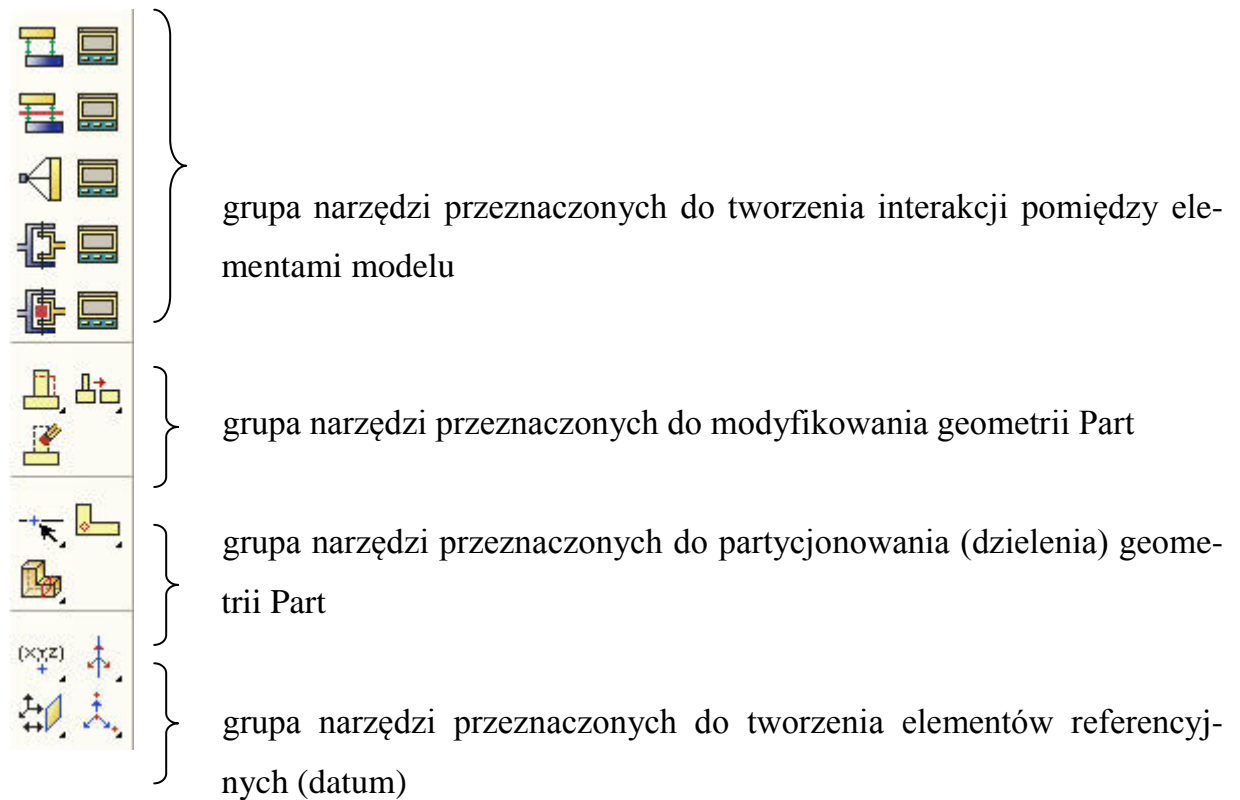 grupa narzędzi przeznaczonych do tworzenia interakcji pomiędzy ele-
mentami modelu
grupa narzędzi przeznaczonych do modyfikowania geometrii Part
grupa narzędzi przeznaczonych do partycjonowania (dzielenia) geome-
trii Part
(XYZ)
grupa narzędzi przeznaczonych do tworzenia elementów referencyj-
nych (datum)